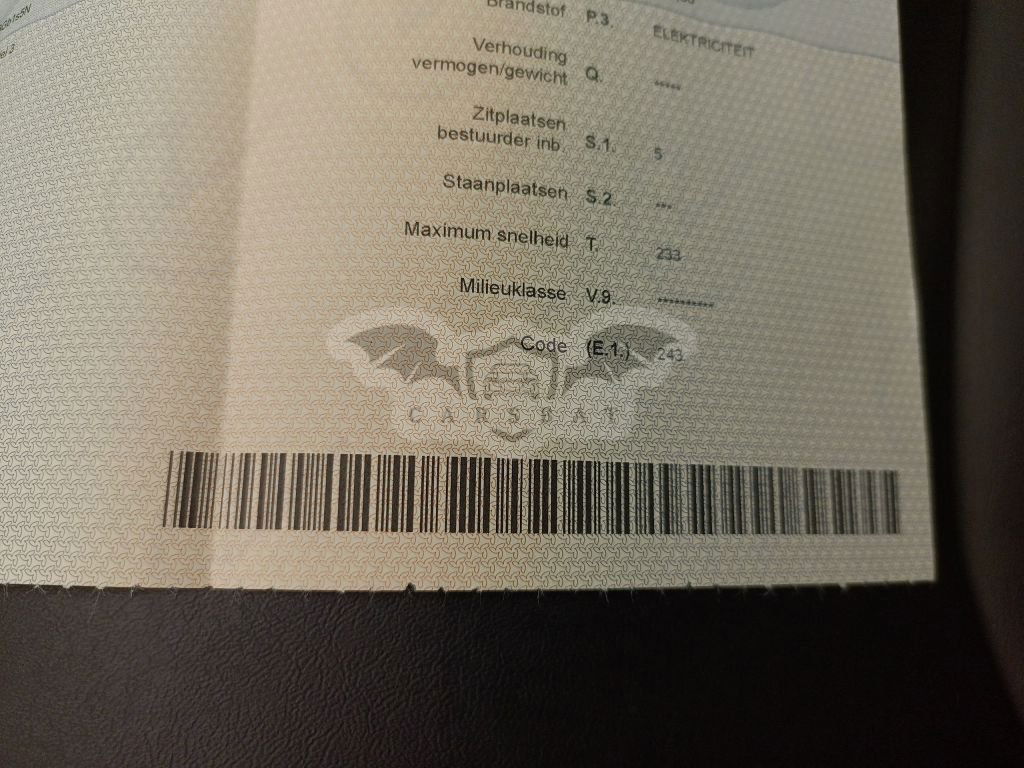 Brandstof P.3. ELEKTRICITEIT
Verhouding
vermogen/gewicht Q. -----
Zitplaatsen
bestuurder inb. S.1. 5
Staanplaatsen S.2. ---
Maximum snelheid T. 233
Milieuklasse V.9. ----------
Code (E.1.) 243
CARSBAT